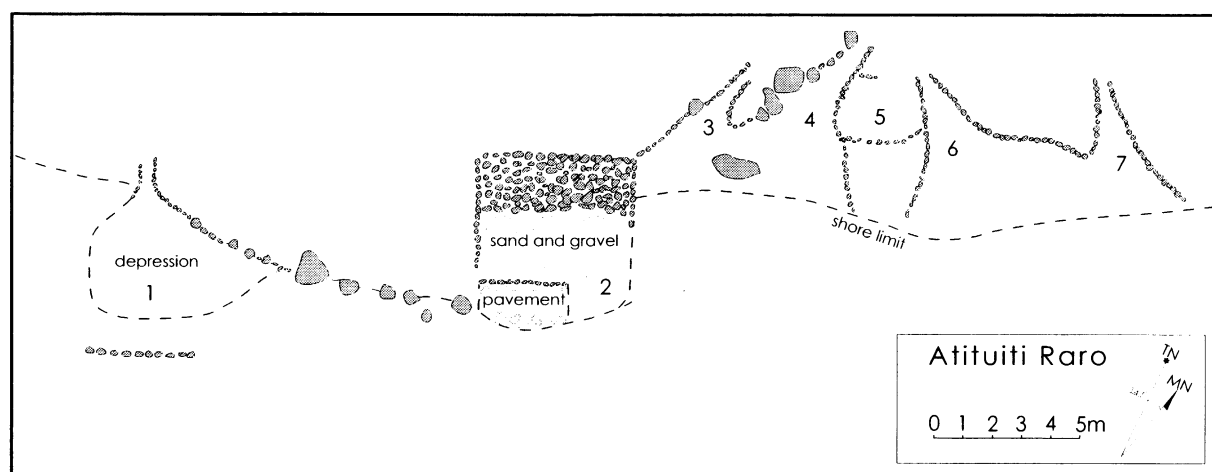 3
4
5
6
7
depression
1
sand and gravel
2
pavement
shore limit
Atituiti Raro
TN
MN
0 1 2 3 4 5m